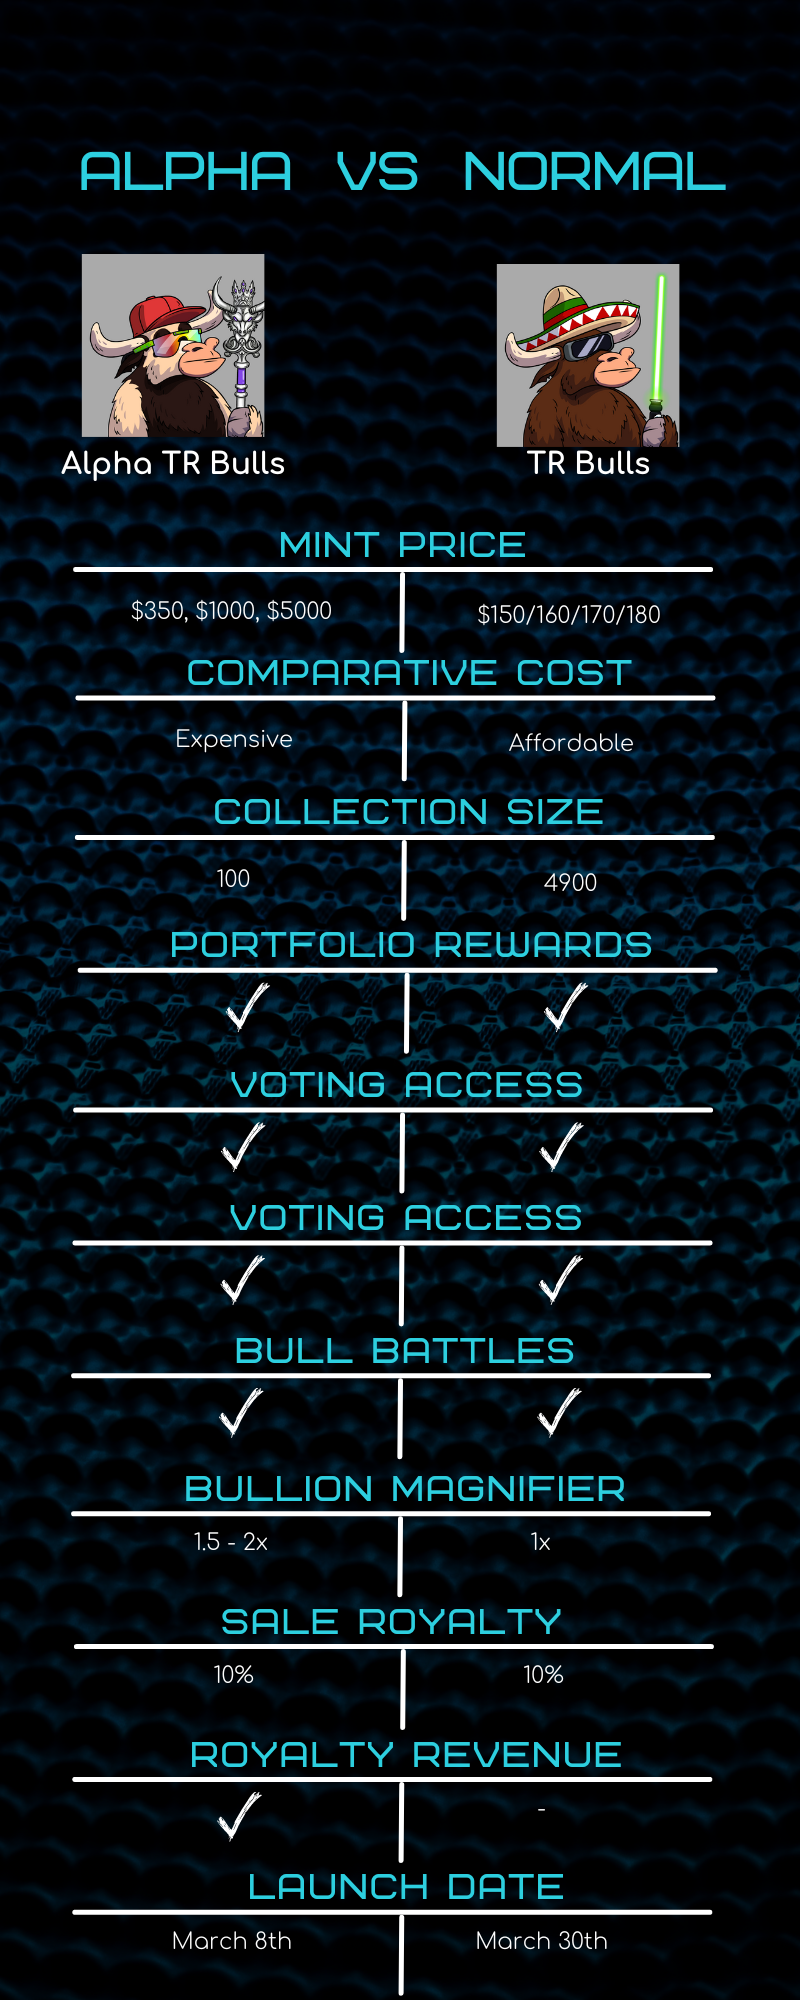 ALPHA VS NORMAL
Alpha TR Bulls
TR Bulls
MINT PRICE
$350, $1000, $5000
$150/160/170/180
COMPARATIVE COST
Expensive
Affordable
COLLECTION SIZE
100
4900
PORTFOLIO REWARDS
VOTING ACCESS
VOTING ACCESS
BULL BATTLES
BULLION MAGNIFIER
1.5 - 2x
1x
SALE ROYALTY
10%
10%
ROYALTY REVENUE
-
LAUNCH DATE
March 8th
March 30th